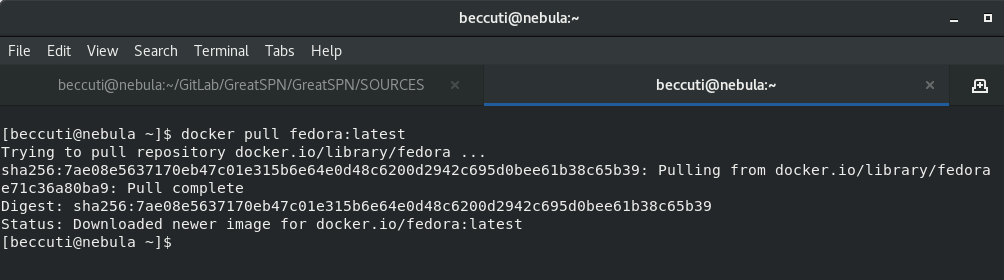 beccuti@nebula:~
File Edit View Search Terminal Tabs Help
beccuti@nebula:~/GitLab/GreatSPN/GreatSPN/SOURCES × beccuti@nebula:~ ×
[beccuti@nebula ~]$ docker pull fedora:latest
Trying to pull repository docker.io/library/fedora ...
sha256:7ae08e5637170eb47c01e315b6e64e0d48c6200d2942c695d0bee61b38c65b39: Pulling from docker.io/library/fedora
e71c36a80ba9: Pull complete
Digest: sha256:7ae08e5637170eb47c01e315b6e64e0d48c6200d2942c695d0bee61b38c65b39
Status: Downloaded newer image for docker.io/fedora:latest
[beccuti@nebula ~]$